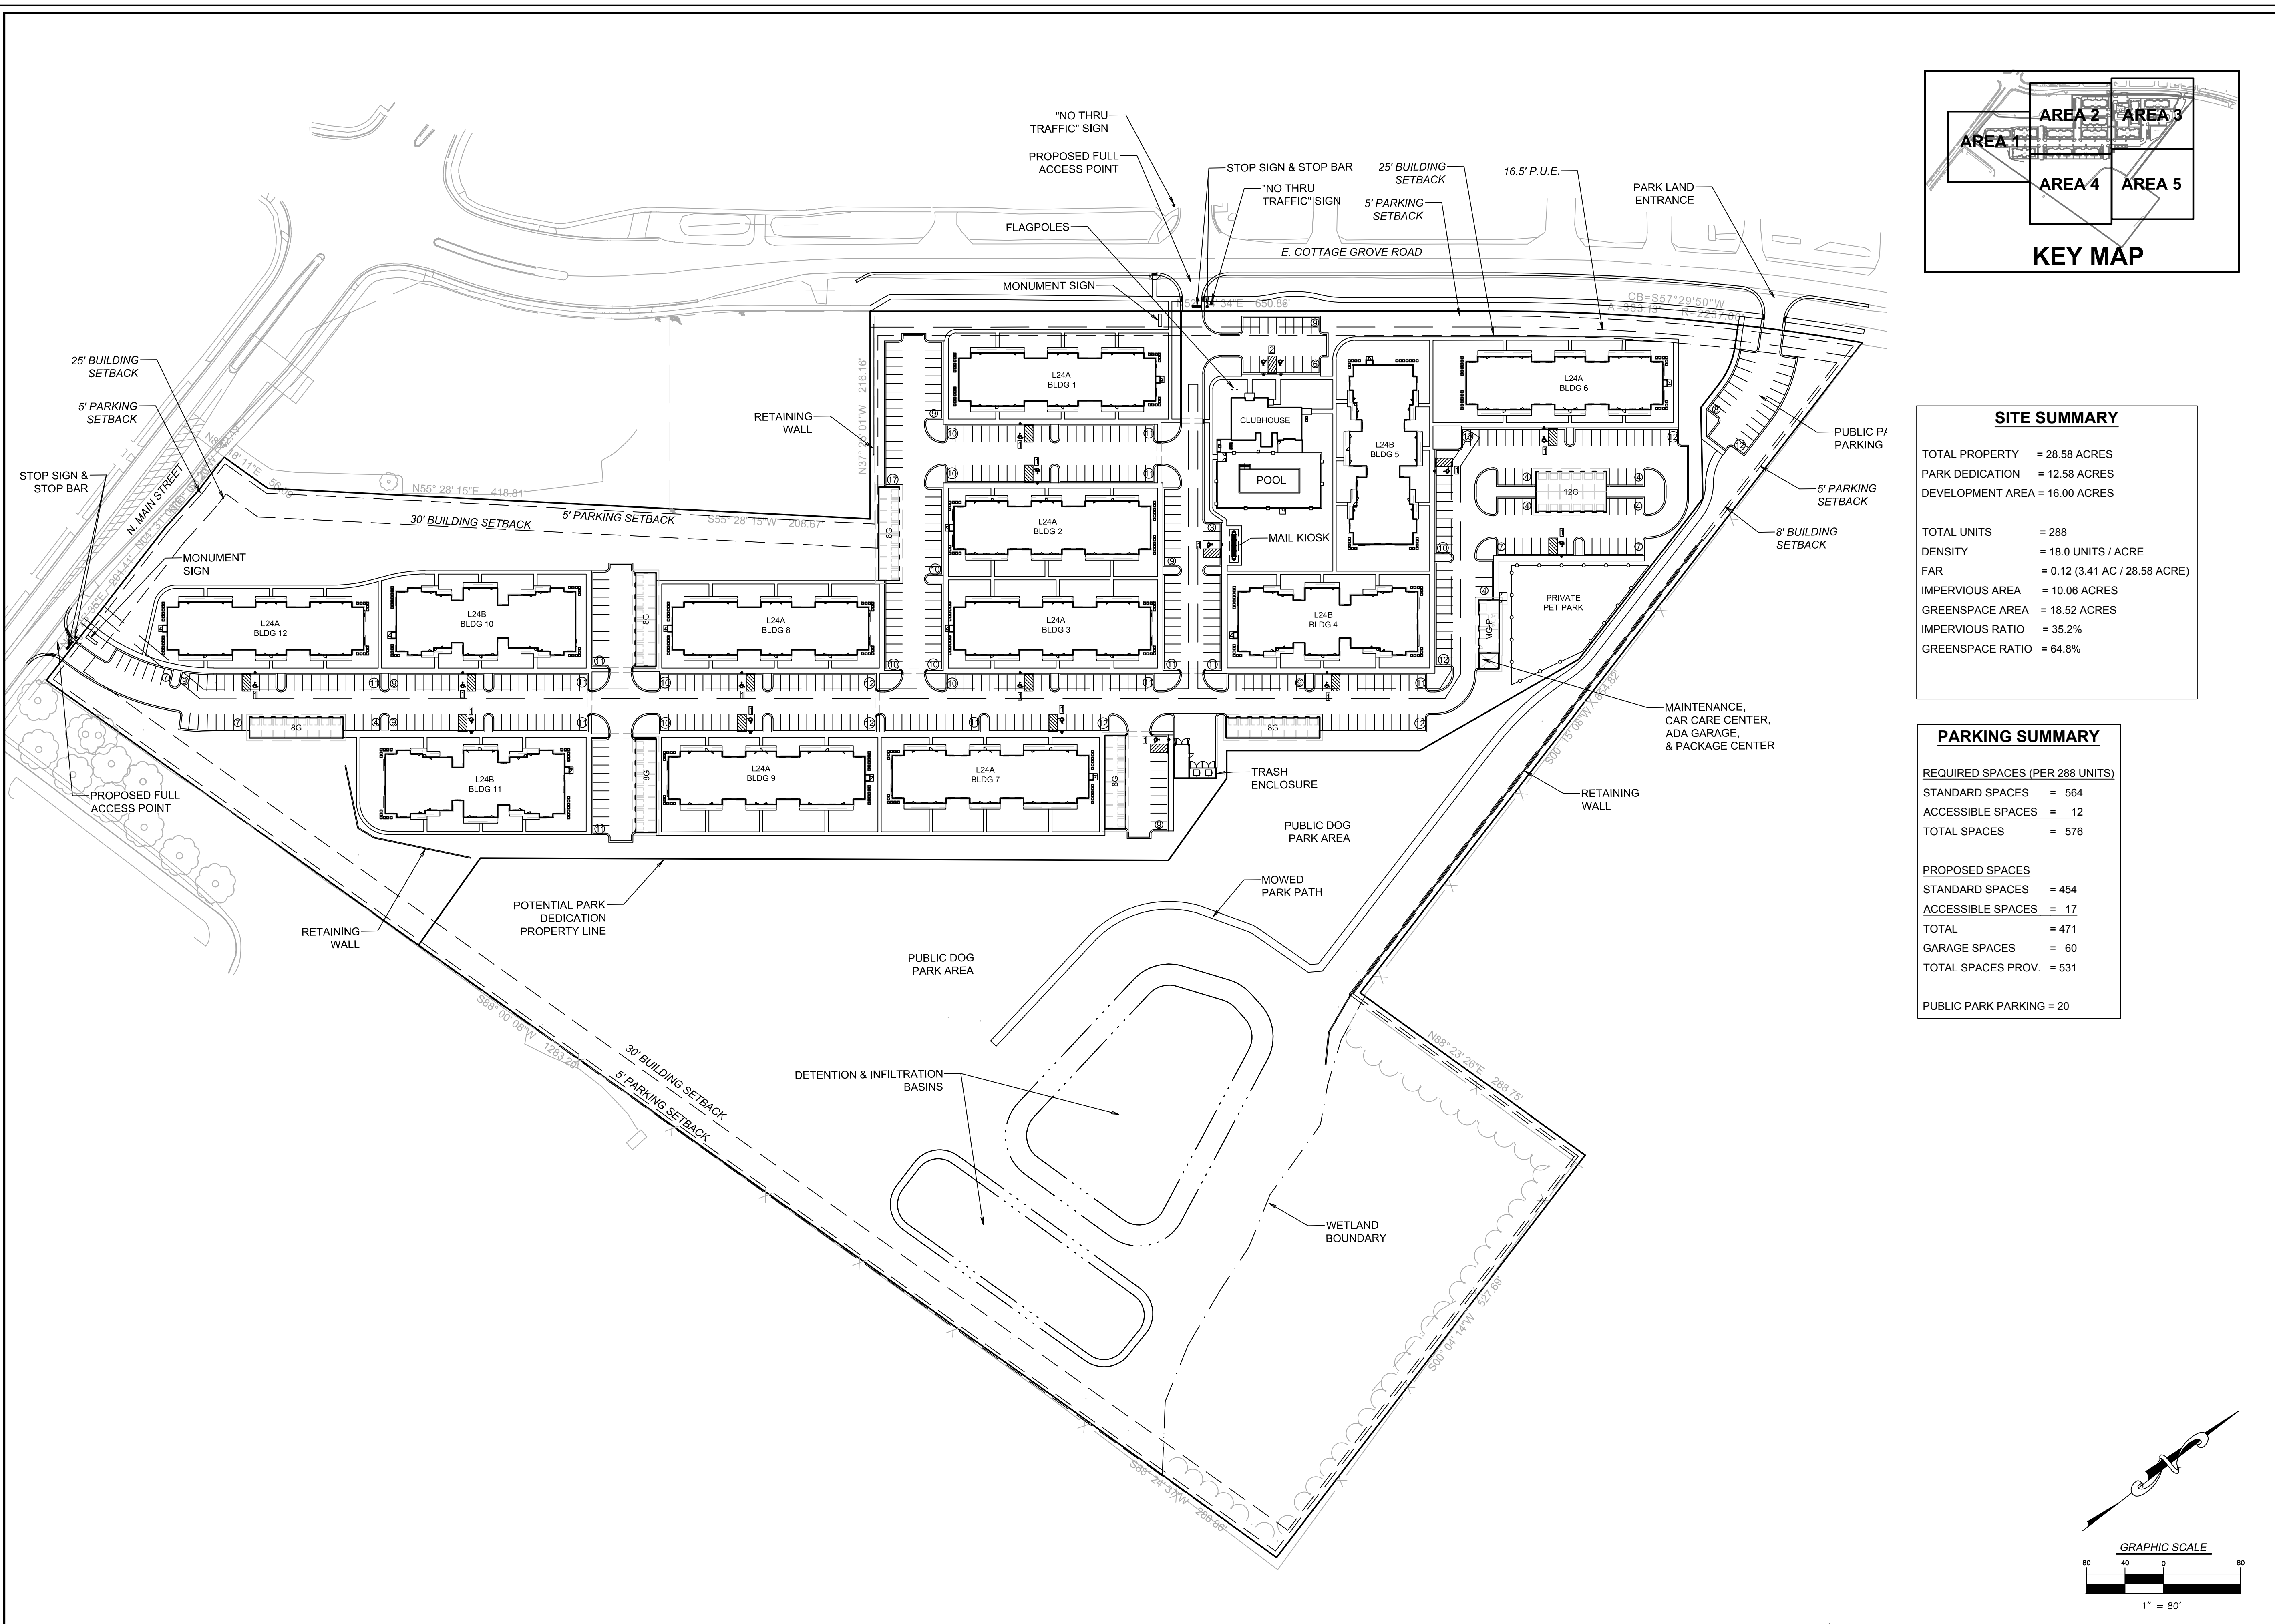 "NO THRU
TRAFFIC" SIGN
PROPOSED FULL
ACCESS POINT
STOP SIGN & STOP BAR
"NO THRU
TRAFFIC" SIGN
25' BUILDING
SETBACK
5' PARKING
SETBACK
16.5' P.U.E.
PARK LAND
ENTRANCE
FLAGPOLES
E. COTTAGE GROVE ROAD
MONUMENT SIGN
650.86'
CB=S57°29'50"W
A=383.13'
25' BUILDING
SETBACK
5' PARKING
SETBACK
STOP SIGN &
STOP BAR
N. MAIN STREET
RETAINING
WALL
N37° 25' 01"W 216.16'
N55° 28' 15"E 418.81'
30' BUILDING SETBACK
5' PARKING SETBACK
S55° 28' 15"W 208.67'
MONUMENT
SIGN
L24A
BLDG 1
CLUBHOUSE
POOL
L24B
BLDG 5
L24A
BLDG 6
PUBLIC PA
PARKING
5' PARKING
SETBACK
8' BUILDING
SETBACK
12G
L24A
BLDG 2
MAIL KIOSK
8G
PRIVATE
PET PARK
MG-P
L24A
BLDG 12
L24B
BLDG 10
8G
L24A
BLDG 8
L24A
BLDG 3
L24B
BLDG 4
MAINTENANCE,
CAR CARE CENTER,
ADA GARAGE,
& PACKAGE CENTER
8G
8G
PROPOSED FULL
ACCESS POINT
L24B
BLDG 11
8G
L24A
BLDG 9
L24A
BLDG 7
8G
TRASH
ENCLOSURE
RETAINING
WALL
PUBLIC DOG
PARK AREA
MOWED
PARK PATH
POTENTIAL PARK
DEDICATION
PROPERTY LINE
RETAINING
WALL
PUBLIC DOG
PARK AREA
S88° 00' 08"W 1283.26'
30' BUILDING SETBACK
5' PARKING SETBACK
DETENTION & INFILTRATION
BASINS
N88° 23' 26"E 288.75'
WETLAND
BOUNDARY
S00° 04' 14"W 527.69'
AREA 1
AREA 2
AREA 3
AREA 4
AREA 5
KEY MAP
SITE SUMMARY
TOTAL PROPERTY = 28.58 ACRES
PARK DEDICATION = 12.58 ACRES
DEVELOPMENT AREA = 16.00 ACRES
TOTAL UNITS = 288
DENSITY = 18.0 UNITS / ACRE
FAR = 0.12 (3.41 AC / 28.58 ACRE)
IMPERVIOUS AREA = 10.06 ACRES
GREENSPACE AREA = 18.52 ACRES
IMPERVIOUS RATIO = 35.2%
GREENSPACE RATIO = 64.8%
PARKING SUMMARY
REQUIRED SPACES (PER 288 UNITS)
STANDARD SPACES = 564
ACCESSIBLE SPACES = 12
TOTAL SPACES = 576
PROPOSED SPACES
STANDARD SPACES = 454
ACCESSIBLE SPACES = 17
TOTAL = 471
GARAGE SPACES = 60
TOTAL SPACES PROV. = 531
PUBLIC PARK PARKING = 20
GRAPHIC SCALE
80 40 0 80
1" = 80'